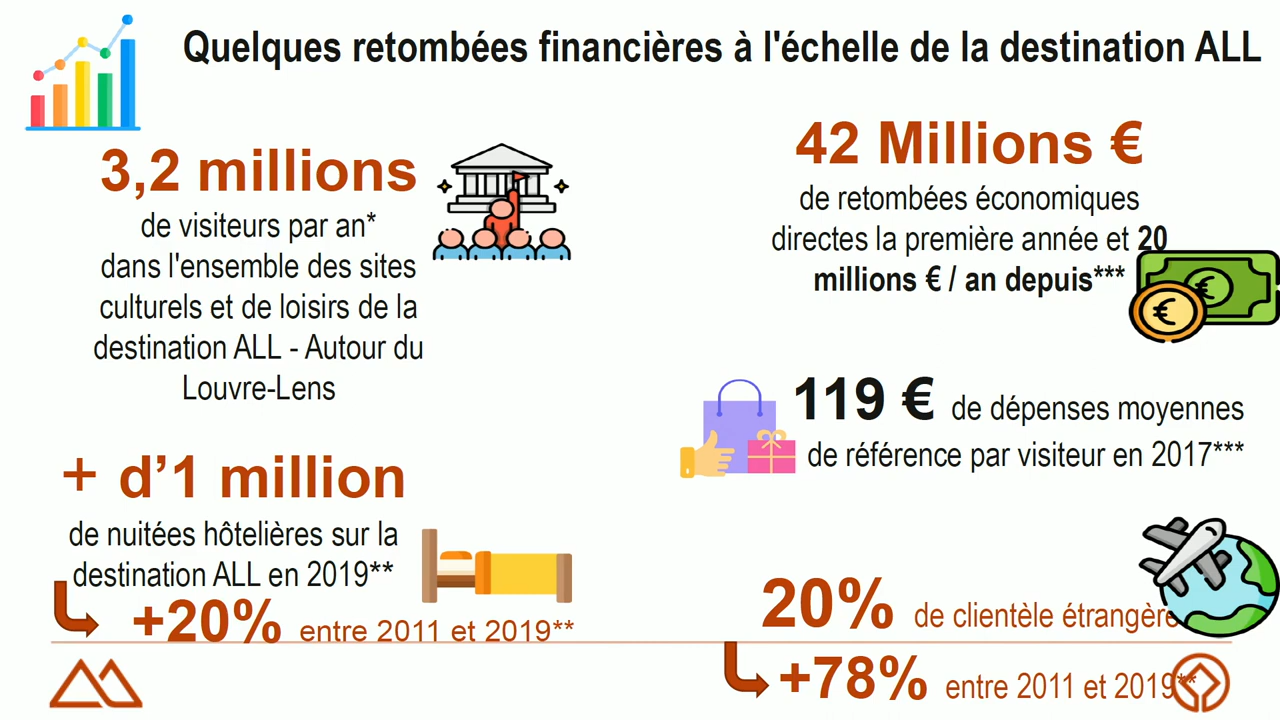 Quelques retombées financières à l'échelle de la destination ALL
3,2 millions
de visiteurs par an*
dans l'ensemble des sites
culturels et de loisirs de la
destination ALL - Autour du
Louvre-Lens
+ d’1 million
de nuitées hôtelières sur la
destination ALL en 2019**
+20% entre 2011 et 2019**
42 Millions €
de retombées économiques
directes la première année et 20
millions € / an depuis***
119 € de dépenses moyennes
de référence par visiteur en 2017***
20% de clientèle étrangère
+78% entre 2011 et 2019**